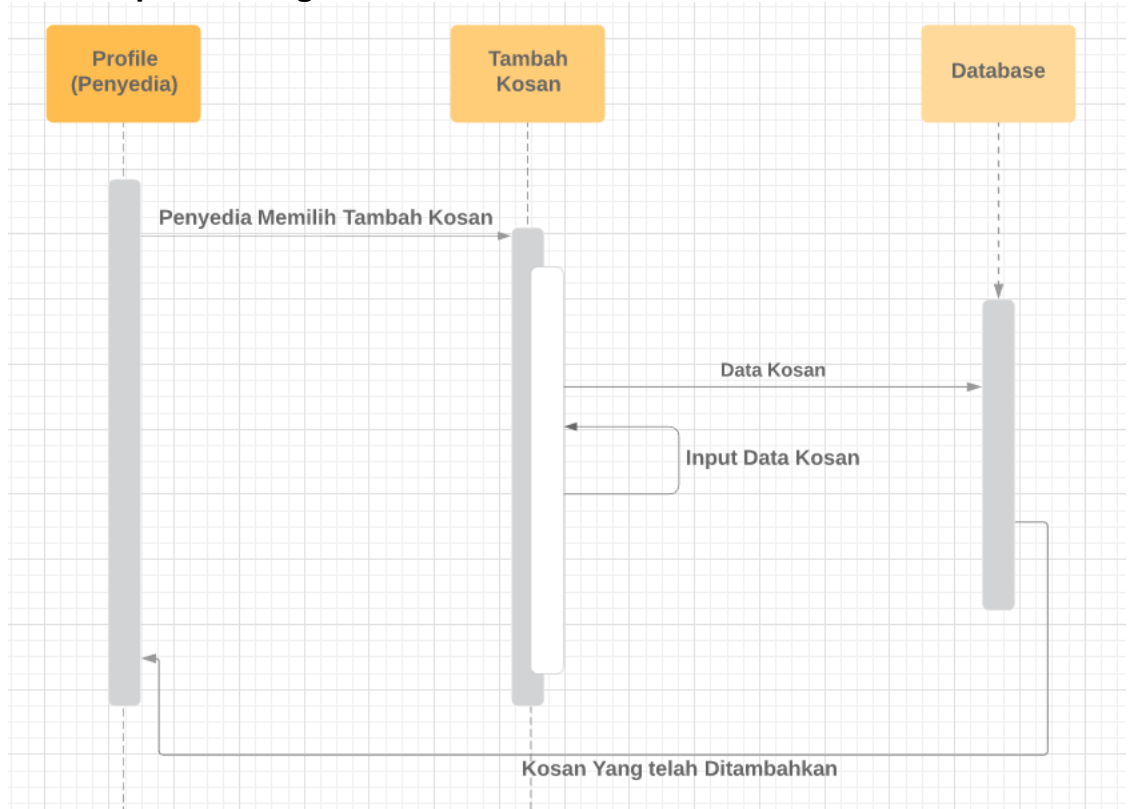 Profile
(Penyedia)
Tambah
Kosan
Database
Penyedia Memilih Tambah Kosan
Data Kosan
Input Data Kosan
Kosan Yang telah Ditambahkan